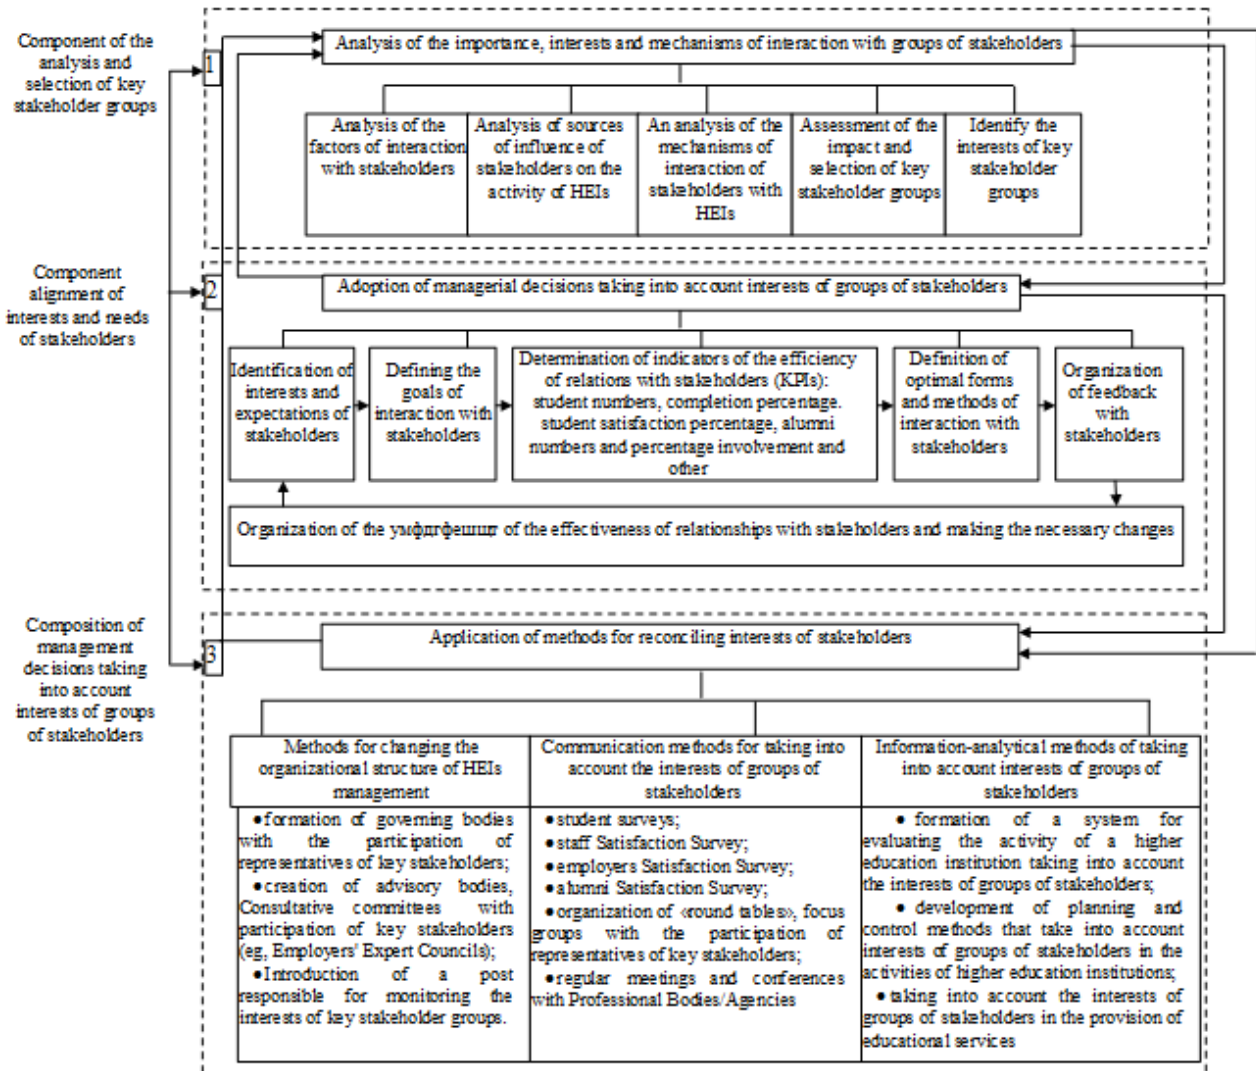 Component of the
analysis and
selection of key
stakeholder groups
1
Analysis of the importance, interests and mechanisms of interaction with groups of stakeholders
Analysis of the
factors of interaction
with stakeholders
Analysis of sources
of influence of
stakeholders on the
activity of HEIs
An analysis of the
mechanisms of
interaction of
stakeholders with
HEIs
Assessment of the
impact and
selection of key
stakeholder groups
Identify the
interests of key
stakeholder
groups
Component
alignment of
interests and needs
of stakeholders
2
Adoption of managerial decisions taking into account interests of groups of stakeholders
Identification of
interests and
expectations of
stakeholders
Defining the
goals of
interaction with
stakeholders
Determination of indicators of the efficiency
of relations with stakeholders (KPIs):
student numbers, completion percentage.
student satisfaction percentage, alumni
numbers and percentage involvement and
other
Definition of
optimal forms
and methods of
interaction with
stakeholders
Organization
of feedback
with
stakeholders
Organization of the умфдгфешщт of the effectiveness of relationships with stakeholders and making the necessary changes
Composition of
management
decisions taking
into account
interests of groups
of stakeholders
3
Application of methods for reconciling interests of stakeholders
Methods for changing the
organizational structure of HEIs
management
●formation of governing bodies
with the participation of
representatives of key stakeholders;
●creation of advisory bodies,
Consultative committees with
participation of key stakeholders
(eg, Employers' Expert Councils);
●Introduction of a post
responsible for monitoring the
interests of key stakeholder groups.
Communication methods for taking into
account the interests of groups of
stakeholders
●student surveys;
●staff Satisfaction Survey;
●employers Satisfaction Survey;
●alumni Satisfaction Survey;
●organization of «round tables», focus
groups with the participation of
representatives of key stakeholders;
●regular meetings and conferences
with Professional Bodies/Agencies
Information-analytical methods of taking
into account interests of groups of
stakeholders
● formation of a system for
evaluating the activity of a higher
education institution taking into account
the interests of groups of stakeholders;
● development of planning and
control methods that take into account
interests of groups of stakeholders in the
activities of higher education institutions;
●taking into account the interests of
groups of stakeholders in the provision of
educational services